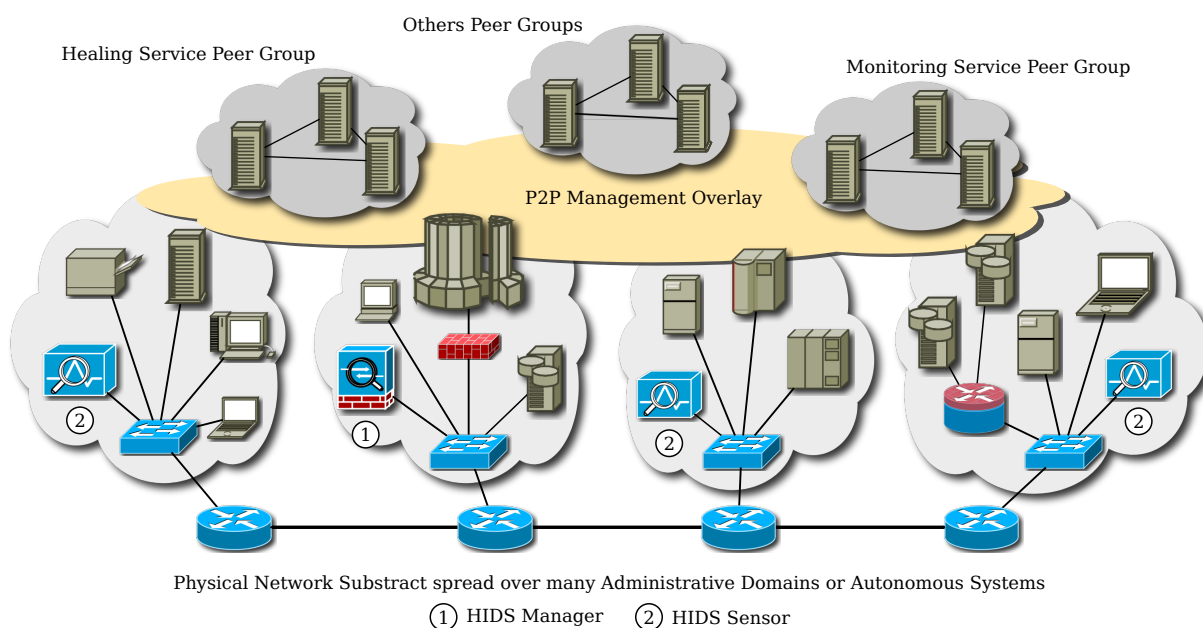 Others Peer Groups
Healing Service Peer Group
Monitoring Service Peer Group
P2P Management Overlay
2
1
2
2
Physical Network Substract spread over many Administrative Domains or Autonomous Systems
1 HIDS Manager 2 HIDS Sensor